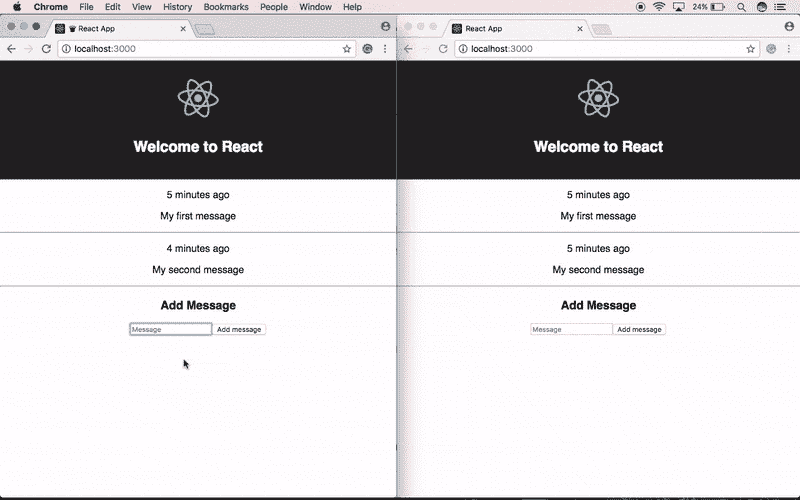 Chrome File Edit View History Bookmarks People Window Help 24%
React App
localhost:3000
Welcome to React
5 minutes ago
My first message
4 minutes ago
My second message
Add Message
Message Add message
React App
localhost:3000
Welcome to React
5 minutes ago
My first message
5 minutes ago
My second message
Add Message
Message Add message